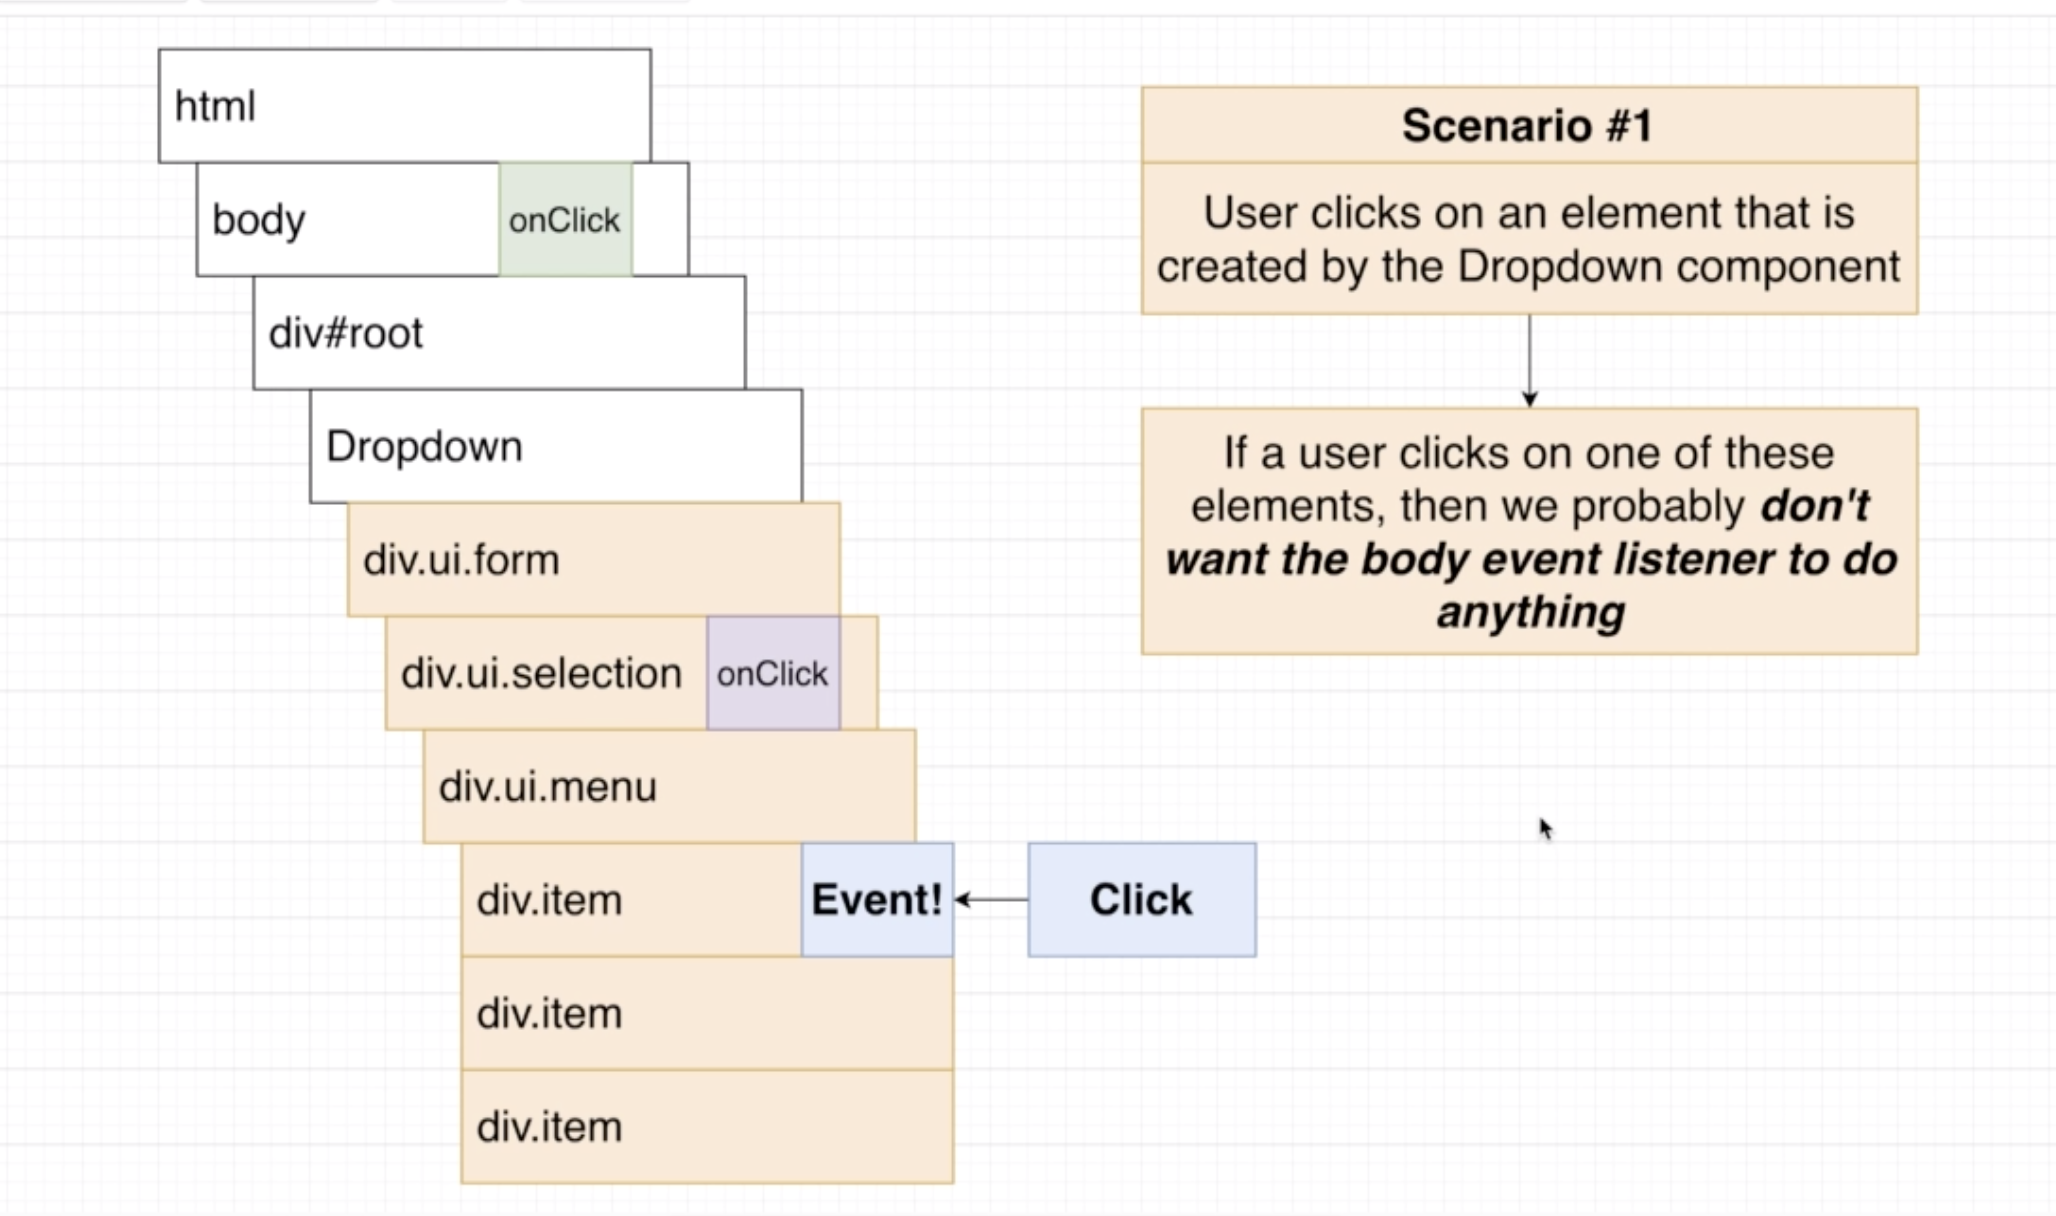 html
body
onClick
div#root
Dropdown
div.ui.form
div.ui.selection
onClick
div.ui.menu
div.item
Event!
Click
div.item
div.item
Scenario #1
User clicks on an element that is
created by the Dropdown component
If a user clicks on one of these
elements, then we probably don't
want the body event listener to do
anything